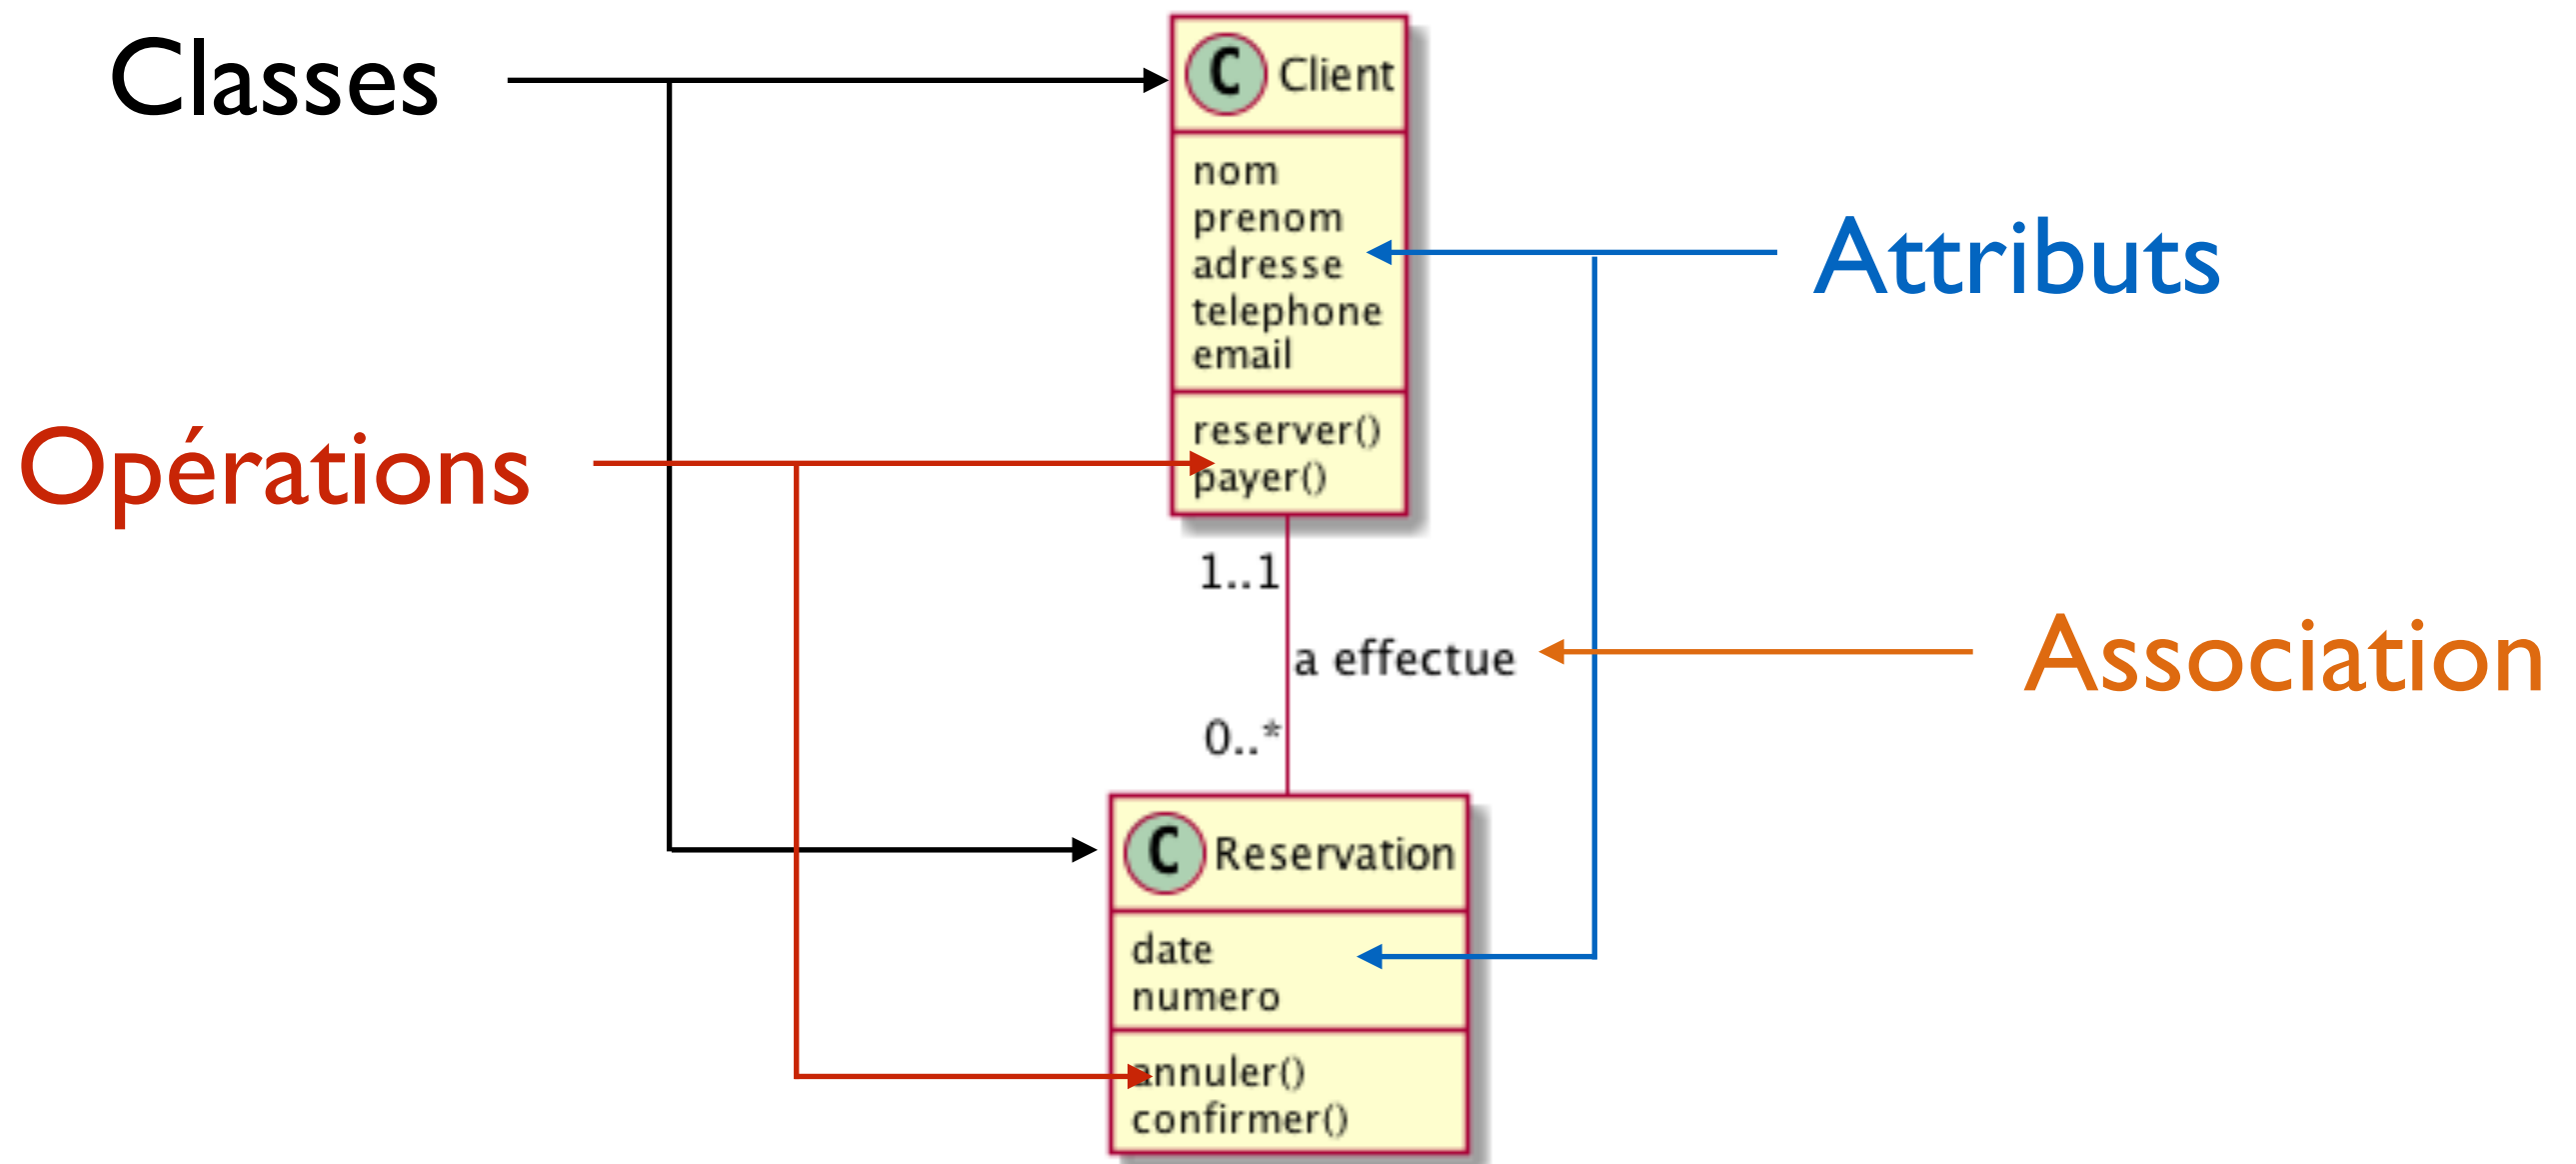 Classes
C Client
nom
prenom
adresse
telephone
email
Attributs
reserver()
payer()
Opérations
1..1
a effectue
Association
0..*
C Reservation
date
numero
annuler()
confirmer()